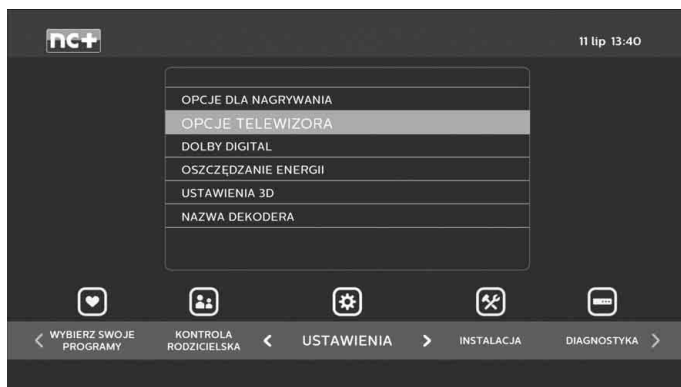 nc+
11 lip 13:40
OPCJE DLA NAGRYWANIA
OPCJE TELEWIZORA
DOLBY DIGITAL
OSZCZĘDZANIE ENERGII
USTAWIENIA 3D
NAZWA DEKODERA
WYBIERZ SWOJE
PROGRAMY
KONTROLA
RODZICIELSKA
USTAWIENIA
INSTALACJA
DIAGNOSTYKA